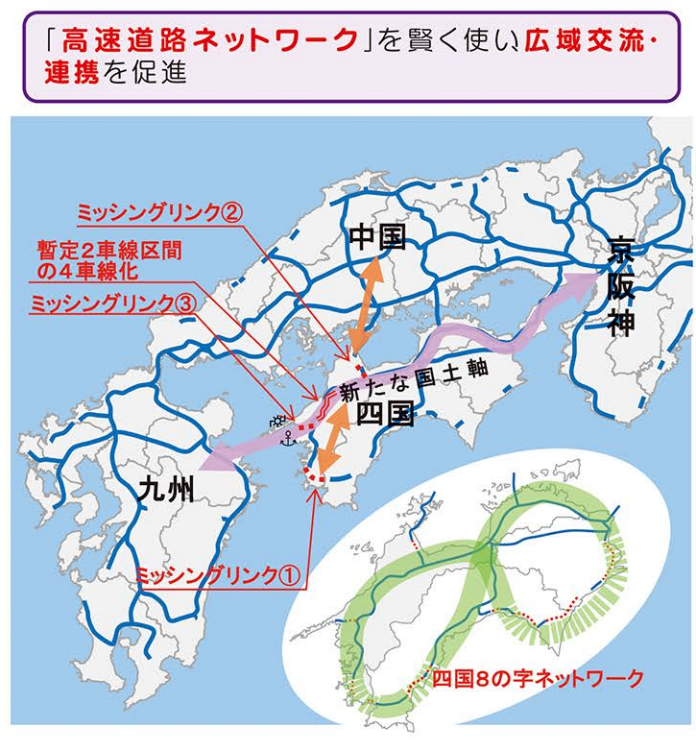 「高速道路ネットワーク」を賢く使い広域交流・
連携を促進
ミッシングリンク②
中国
京阪神
暫定2車線区間
の4車線化
ミッシングリンク③
新たな国土軸
四国
九州
ミッシングリンク①
四国8の字ネットワーク